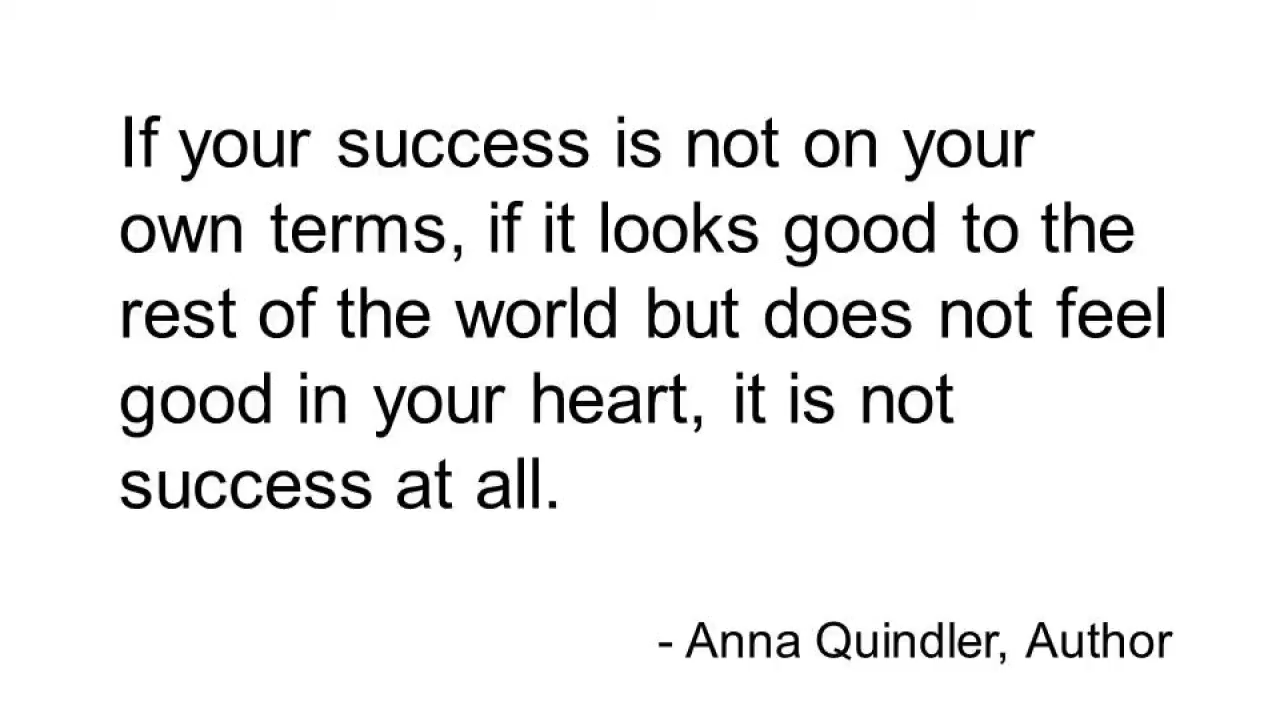 If your success is not on your
own terms, if it looks good to the
rest of the world but does not feel
good in your heart, it is not
success at all.
- Anna Quindler, Author